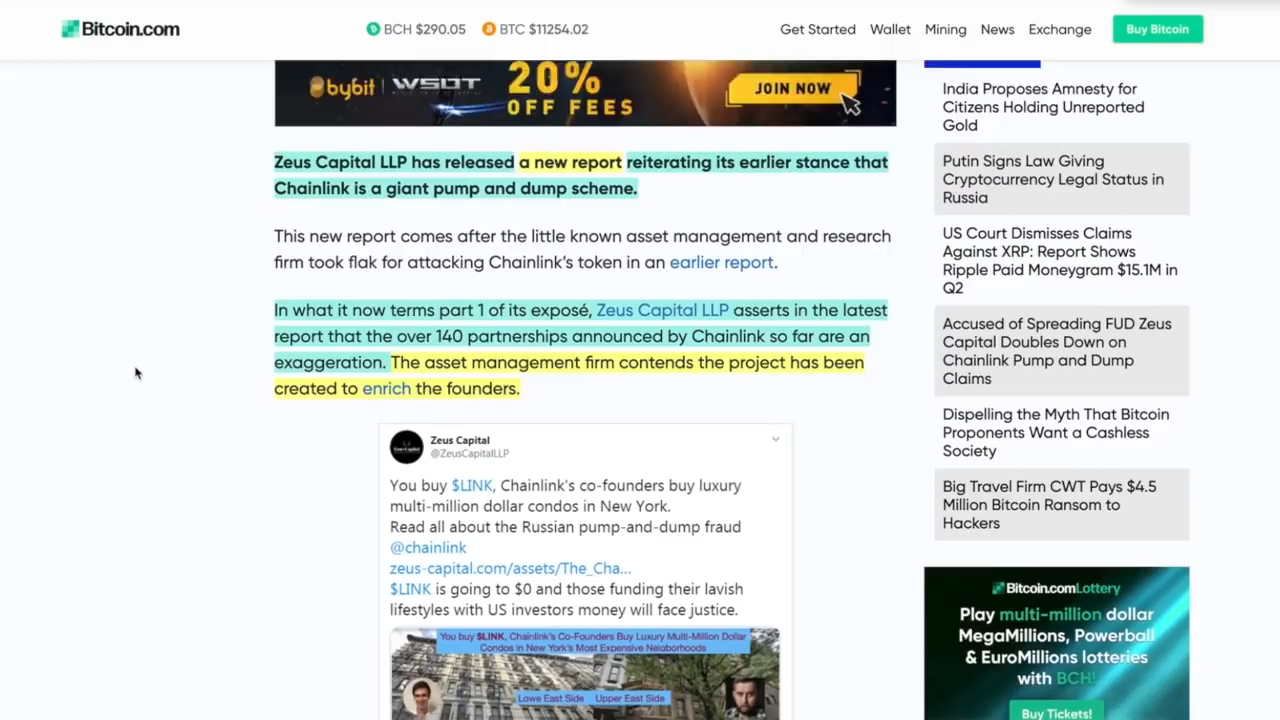 Bitcoin.com
BCH $290.05
BTC $11254.02
Get Started
Wallet
Mining
News
Exchange
Buy Bitcoin
bybit | WSOT
20%
OFF FEES
JOIN NOW
Zeus Capital LLP has released a new report reiterating its earlier stance that
Chainlink is a giant pump and dump scheme.
This new report comes after the little known asset management and research
firm took flak for attacking Chainlink’s token in an earlier report.
In what it now terms part 1 of its exposé, Zeus Capital LLP asserts in the latest
report that the over 140 partnerships announced by Chainlink so far are an
exaggeration. The asset management firm contends the project has been
created to enrich the founders.
Zeus Capital
@ZeusCapitalLLP
You buy $LINK, Chainlink's co-founders buy luxury
multi-million dollar condos in New York.
Read all about the Russian pump-and-dump fraud
@chainlink
zeus-capital.com/assets/The_Cha...
$LINK is going to $0 and those funding their lavish
lifestyles with US investors money will face justice.
You buy $LINK, Chainlink's Co-Founders Buy Luxury Multi-Million Dollar
Condos in New York's Most Expensive Neigborhoods
Lowe East Side
Upper East Side
India Proposes Amnesty for
Citizens Holding Unreported
Gold
Putin Signs Law Giving
Cryptocurrency Legal Status in
Russia
US Court Dismisses Claims
Against XRP: Report Shows
Ripple Paid Moneygram $15.1M in
Q2
Accused of Spreading FUD Zeus
Capital Doubles Down on
Chainlink Pump and Dump
Claims
Dispelling the Myth That Bitcoin
Proponents Want a Cashless
Society
Big Travel Firm CWT Pays $4.5
Million Bitcoin Ransom to
Hackers
Bitcoin.comLottery
Play multi-million dollar
MegaMillions, Powerball
& EuroMillions lotteries
with BCH!
Buy Tickets!